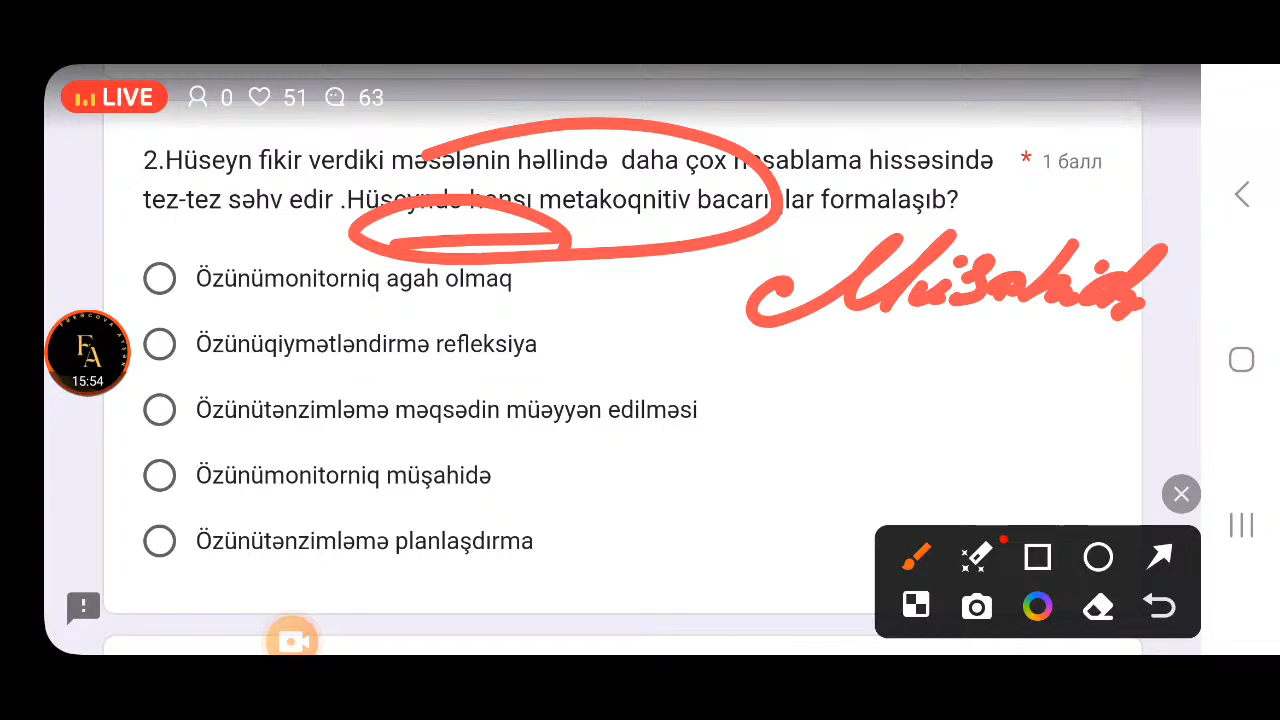 LIVE 0 51 63
2.Hüseyn fikir verdiki məsələnin həllində daha çox hesablama hissəsində * 1 балл
tez-tez səhv edir .Hüseyndə hansı metakoqnitiv bacarıqlar formalaşıb?
Müşahidə
Özünümonitorniq agah olmaq
Özünüqiymətləndirmə refleksiya
FA
15:54
Özünütənzimləmə məqsədin müəyyən edilməsi
Özünümonitorniq müşahidə
Özünütənzimləmə planlaşdırma